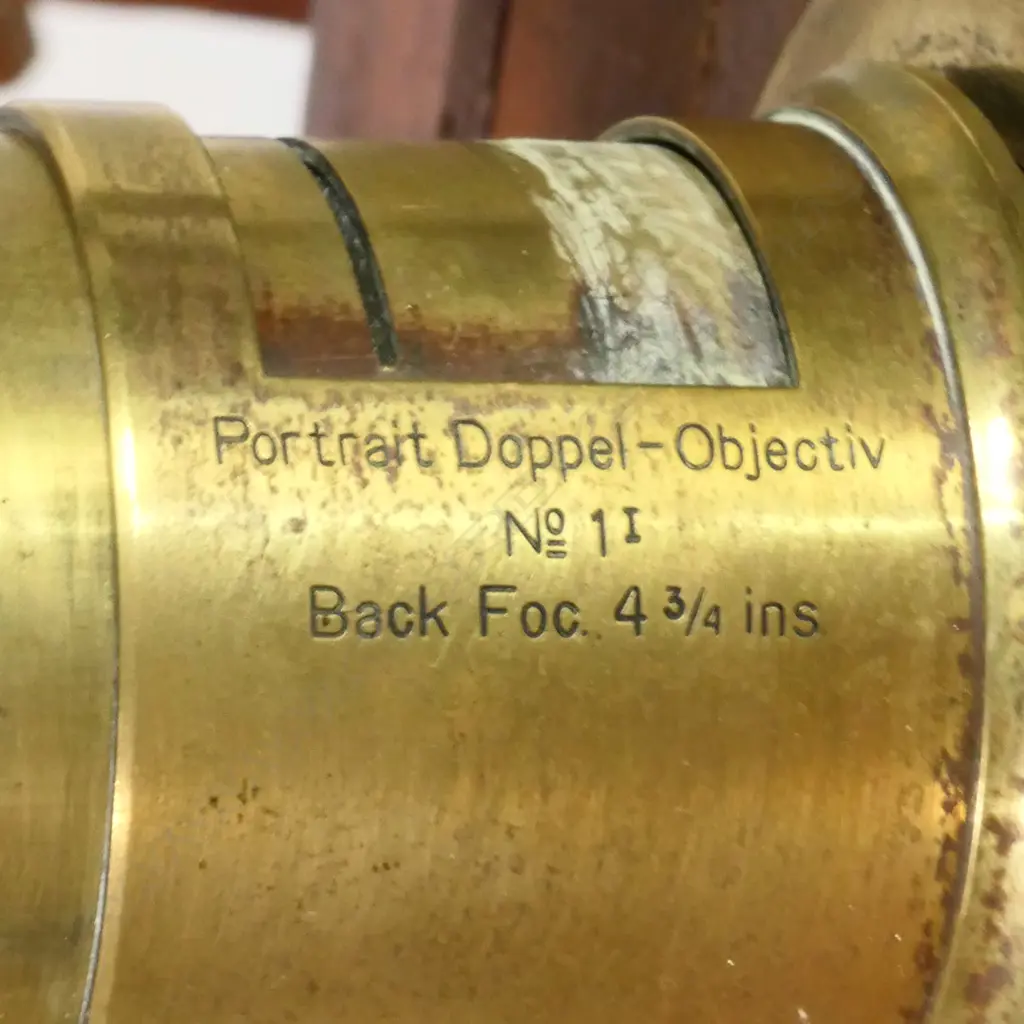 Portrait Doppel-Objectiv
Nº 1 I
Back Foc. 4 3/4 ins